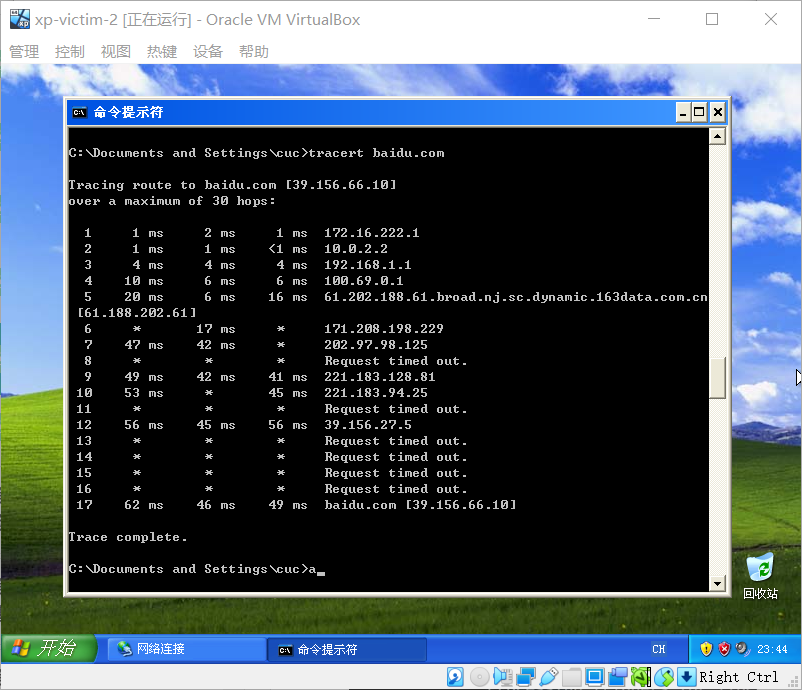 xp-victim-2 [正在运行] - Oracle VM VirtualBox
管理 控制 视图 热键 设备 帮助
命令提示符
C:\Documents and Settings\cuc>tracert baidu.com
Tracing route to baidu.com [39.156.66.10]
over a maximum of 30 hops:
1 1 ms 2 ms 1 ms 172.16.222.1
2 1 ms 1 ms <1 ms 10.0.2.2
3 4 ms 4 ms 4 ms 192.168.1.1
4 10 ms 6 ms 6 ms 100.69.0.1
5 20 ms 6 ms 16 ms 61.202.188.61.broad.nj.sc.dynamic.163data.com.cn
[61.188.202.61]
6 * 17 ms * 171.208.198.229
7 47 ms 42 ms * 202.97.98.125
8 * * * Request timed out.
9 49 ms 42 ms 41 ms 221.183.128.81
10 53 ms * 45 ms 221.183.94.25
11 * * * Request timed out.
12 56 ms 45 ms 56 ms 39.156.27.5
13 * * * Request timed out.
14 * * * Request timed out.
15 * * * Request timed out.
16 * * * Request timed out.
17 62 ms 46 ms 49 ms baidu.com [39.156.66.10]
Trace complete.
C:\Documents and Settings\cuc>a_
回收站
开始 网络连接 命令提示符 CH 23:44
Right Ctrl